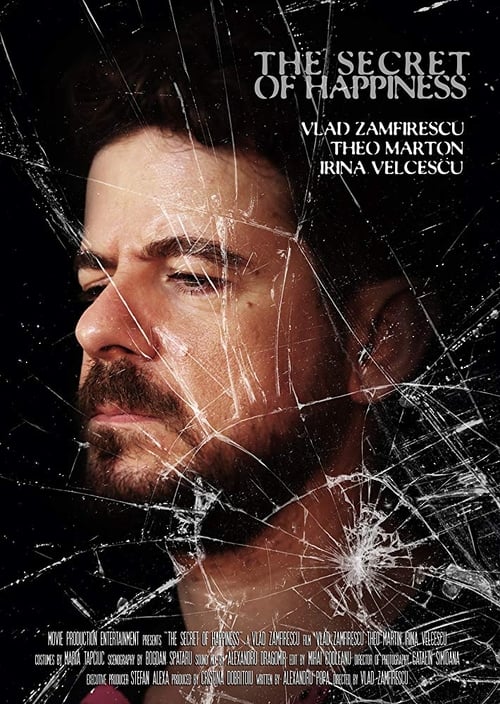 THE SECRET
OF HAPPINESS
VLAD ZAMFIRESCU
THEO MARTON
IRINA VELCESCU
MOVIE PRODUCTION ENTERTAINMENT PRESENTS "THE SECRET OF HAPPINESS" A VLAD ZAMFIRESCU FILM "VLAD ZAMFIRESCU THEO MARTIN IRINA VELCESCU
COSTUMES BY MARIA TAPCIUC SCENOGRAPHY BY BOGDAN SPATARU SOUND BY ALEXANDRU DRAGOMIR EDIT BY MIHAI CODLEANU DIRECTOR OF PHOTOGRAPHY CATALIN SIMIOANA
EXECUTIVE PRODUCER STEFAN ALEXA PRODUCED BY CRISTINA DOBRITOIU WRITTEN BY ALEXANDRU POPA DIRECTED BY VLAD ZAMFIRESCU